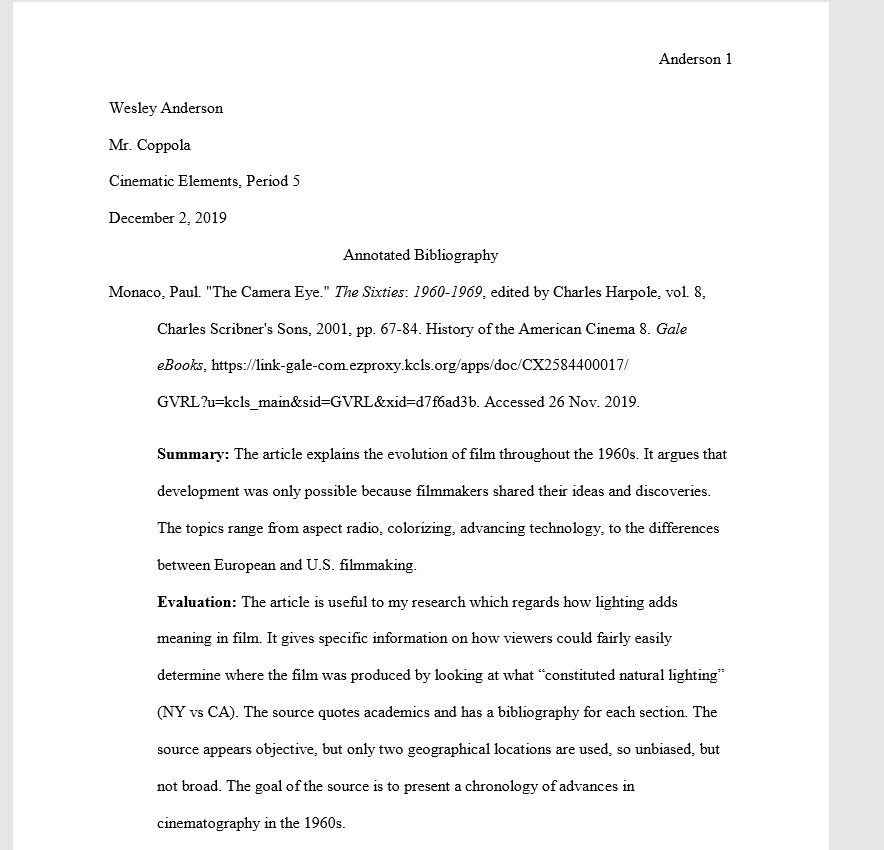 Anderson 1
Wesley Anderson
Mr. Coppola
Cinematic Elements, Period 5
December 2, 2019
Annotated Bibliography
Monaco, Paul. "The Camera Eye." The Sixties: 1960-1969, edited by Charles Harpole, vol. 8,
Charles Scribner's Sons, 2001, pp. 67-84. History of the American Cinema 8. Gale
eBooks, https://link-gale-com.ezproxy.kcls.org/apps/doc/CX2584400017/
GVRL?u=kcls_main&sid=GVRL&xid=d7f6ad3b. Accessed 26 Nov. 2019.
Summary: The article explains the evolution of film throughout the 1960s. It argues that
development was only possible because filmmakers shared their ideas and discoveries.
The topics range from aspect radio, colorizing, advancing technology, to the differences
between European and U.S. filmmaking.
Evaluation: The article is useful to my research which regards how lighting adds
meaning in film. It gives specific information on how viewers could fairly easily
determine where the film was produced by looking at what “constituted natural lighting”
(NY vs CA). The source quotes academics and has a bibliography for each section. The
source appears objective, but only two geographical locations are used, so unbiased, but
not broad. The goal of the source is to present a chronology of advances in
cinematography in the 1960s.